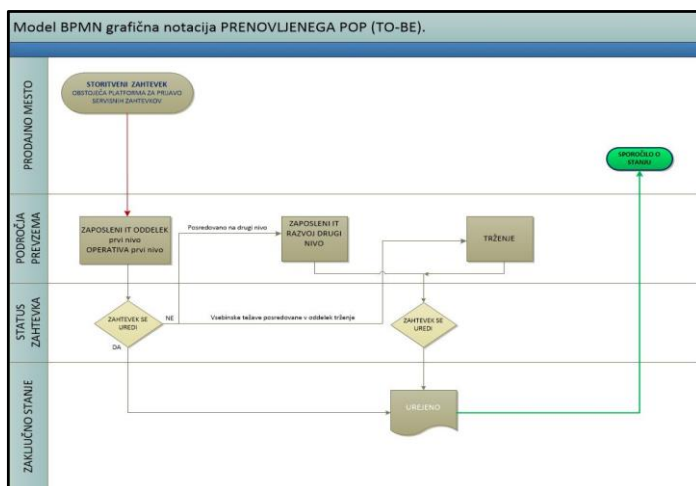 Model BPMN grafična notacija PRENOVLJENEGA POP (TO-BE).
PRODAJNO MESTO
STORITVENI ZAHTEVEK
OBSTOJEČA PLATFORMA ZA PRIJAVO
SERVISNIH ZAHTEVKOV
SPOROČILO O
STANJU
PODROČJA
PREVZEMA
ZAPOSLENI IT ODDELEK
prvi nivo
OPERATIVA prvi nivo
Posredovano na drugi nivo
ZAPOSLENI IT
RAZVOJ DRUGI
NIVO
TRŽENJE
STATUS
ZAHTEVKA
ZAHTEVEK SE
UREDI
NE
Vsebinske težave posredovane v oddelek trženje
ZAHTEVEK SE
UREDI
DA
ZAKLJUČNO STANJE
UREJENO